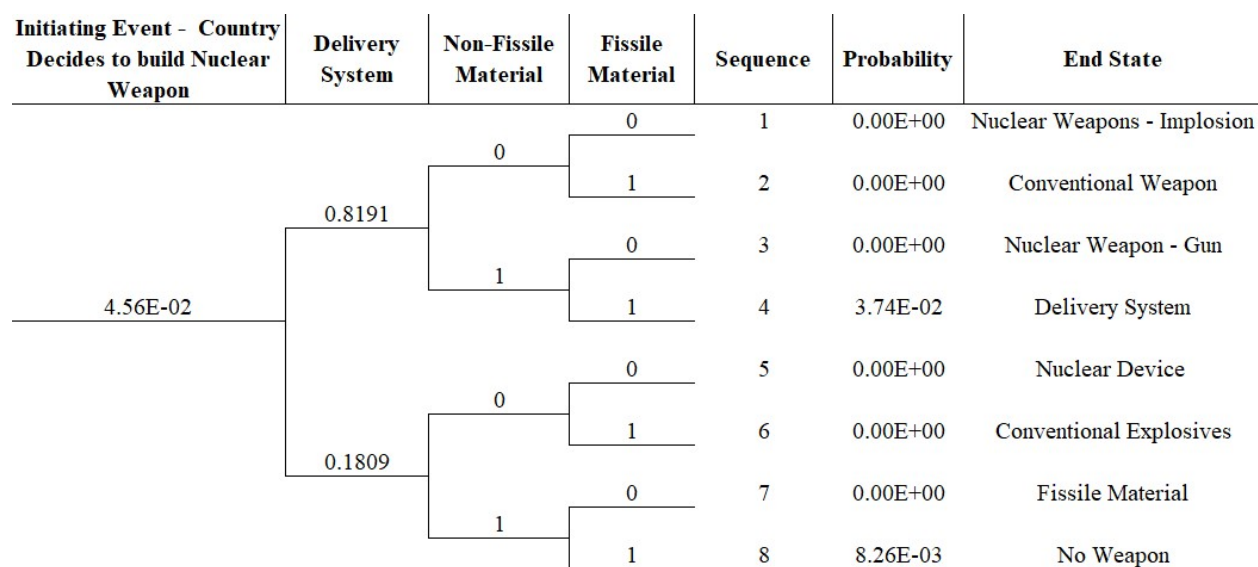 Initiating Event - Country Decides to build Nuclear Weapon
Delivery System
Non-Fissile Material
Fissile Material
Sequence
Probability
End State
0 1 0.00E+00 Nuclear Weapons - Implosion
0
1 2 0.00E+00 Conventional Weapon
0.8191
0 3 0.00E+00 Nuclear Weapon - Gun
1
4.56E-02 1 4 3.74E-02 Delivery System
0 5 0.00E+00 Nuclear Device
0
1 6 0.00E+00 Conventional Explosives
0.1809
0 7 0.00E+00 Fissile Material
1
1 8 8.26E-03 No Weapon